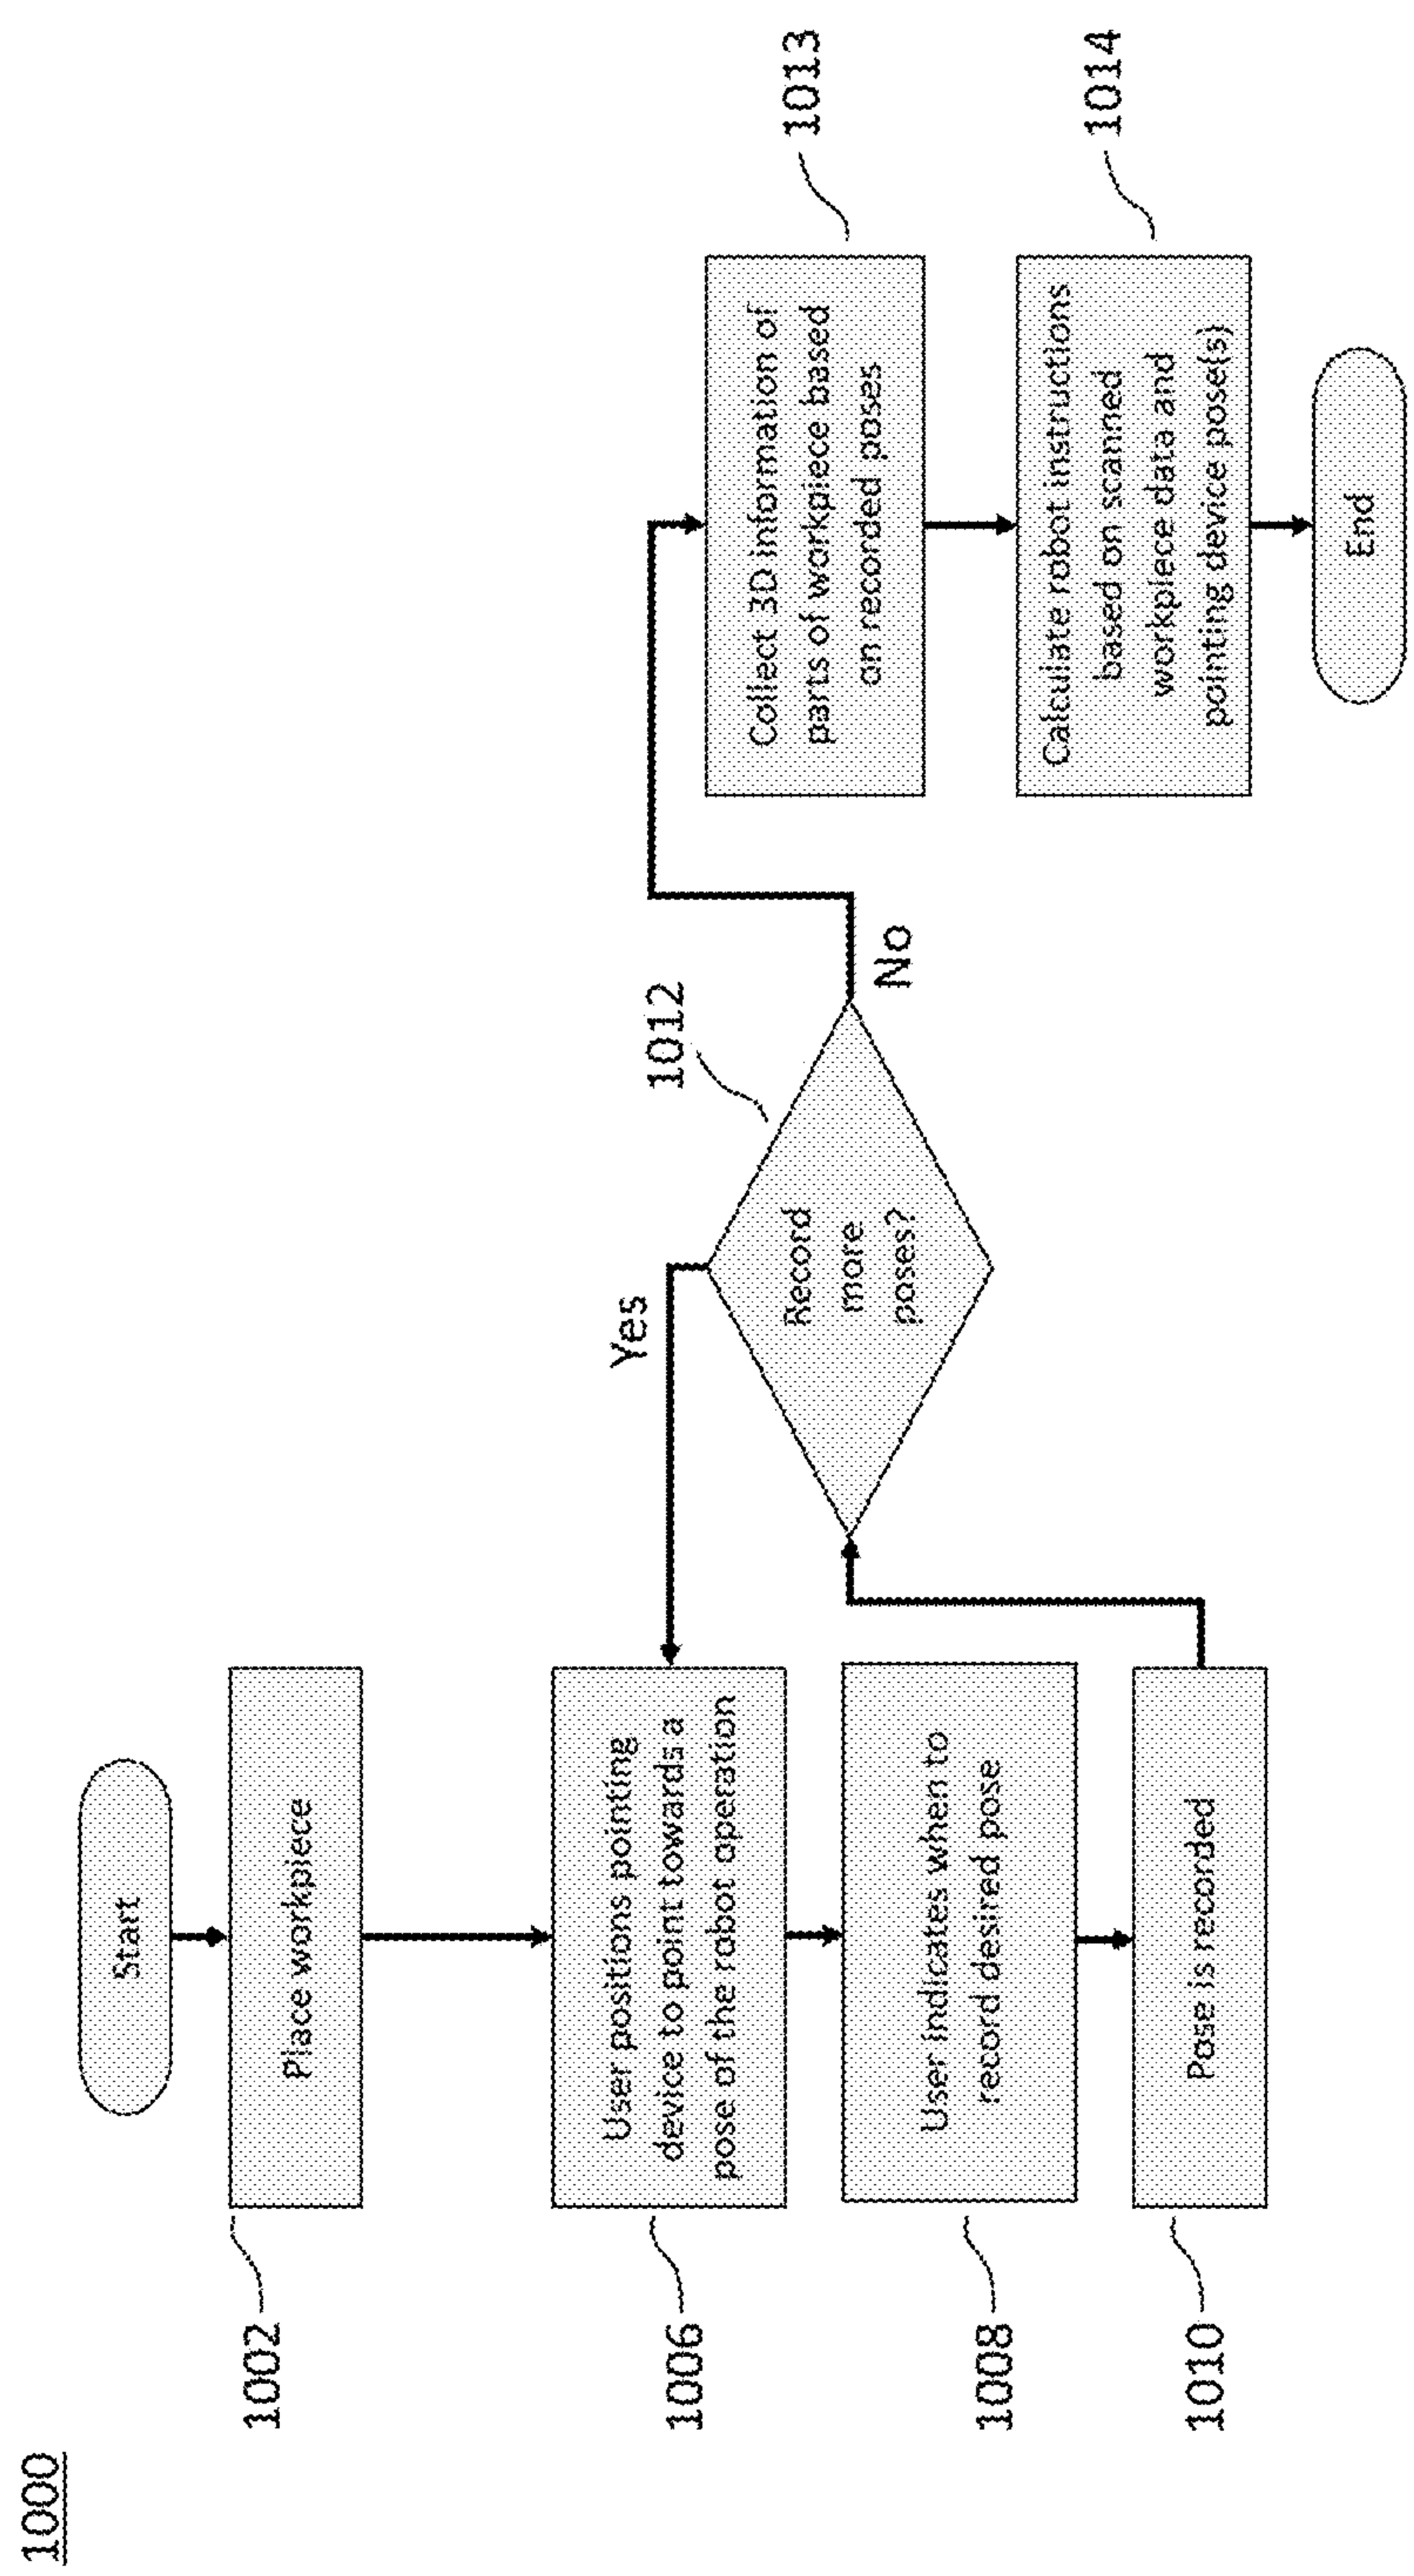 1000
Start
1002
Place workpiece
1006
User positions pointing
device to point towards a
pose of the robot operation
1008
User indicates when to
record desired pose
1010
Pose is recorded
1012
Record
more
poses?
Yes
No
1013
Collect 3D information of
parts of workpiece based
on recorded poses
1014
Calculate robot instructions
based on scanned
workpiece data and
pointing device pose(s)
End